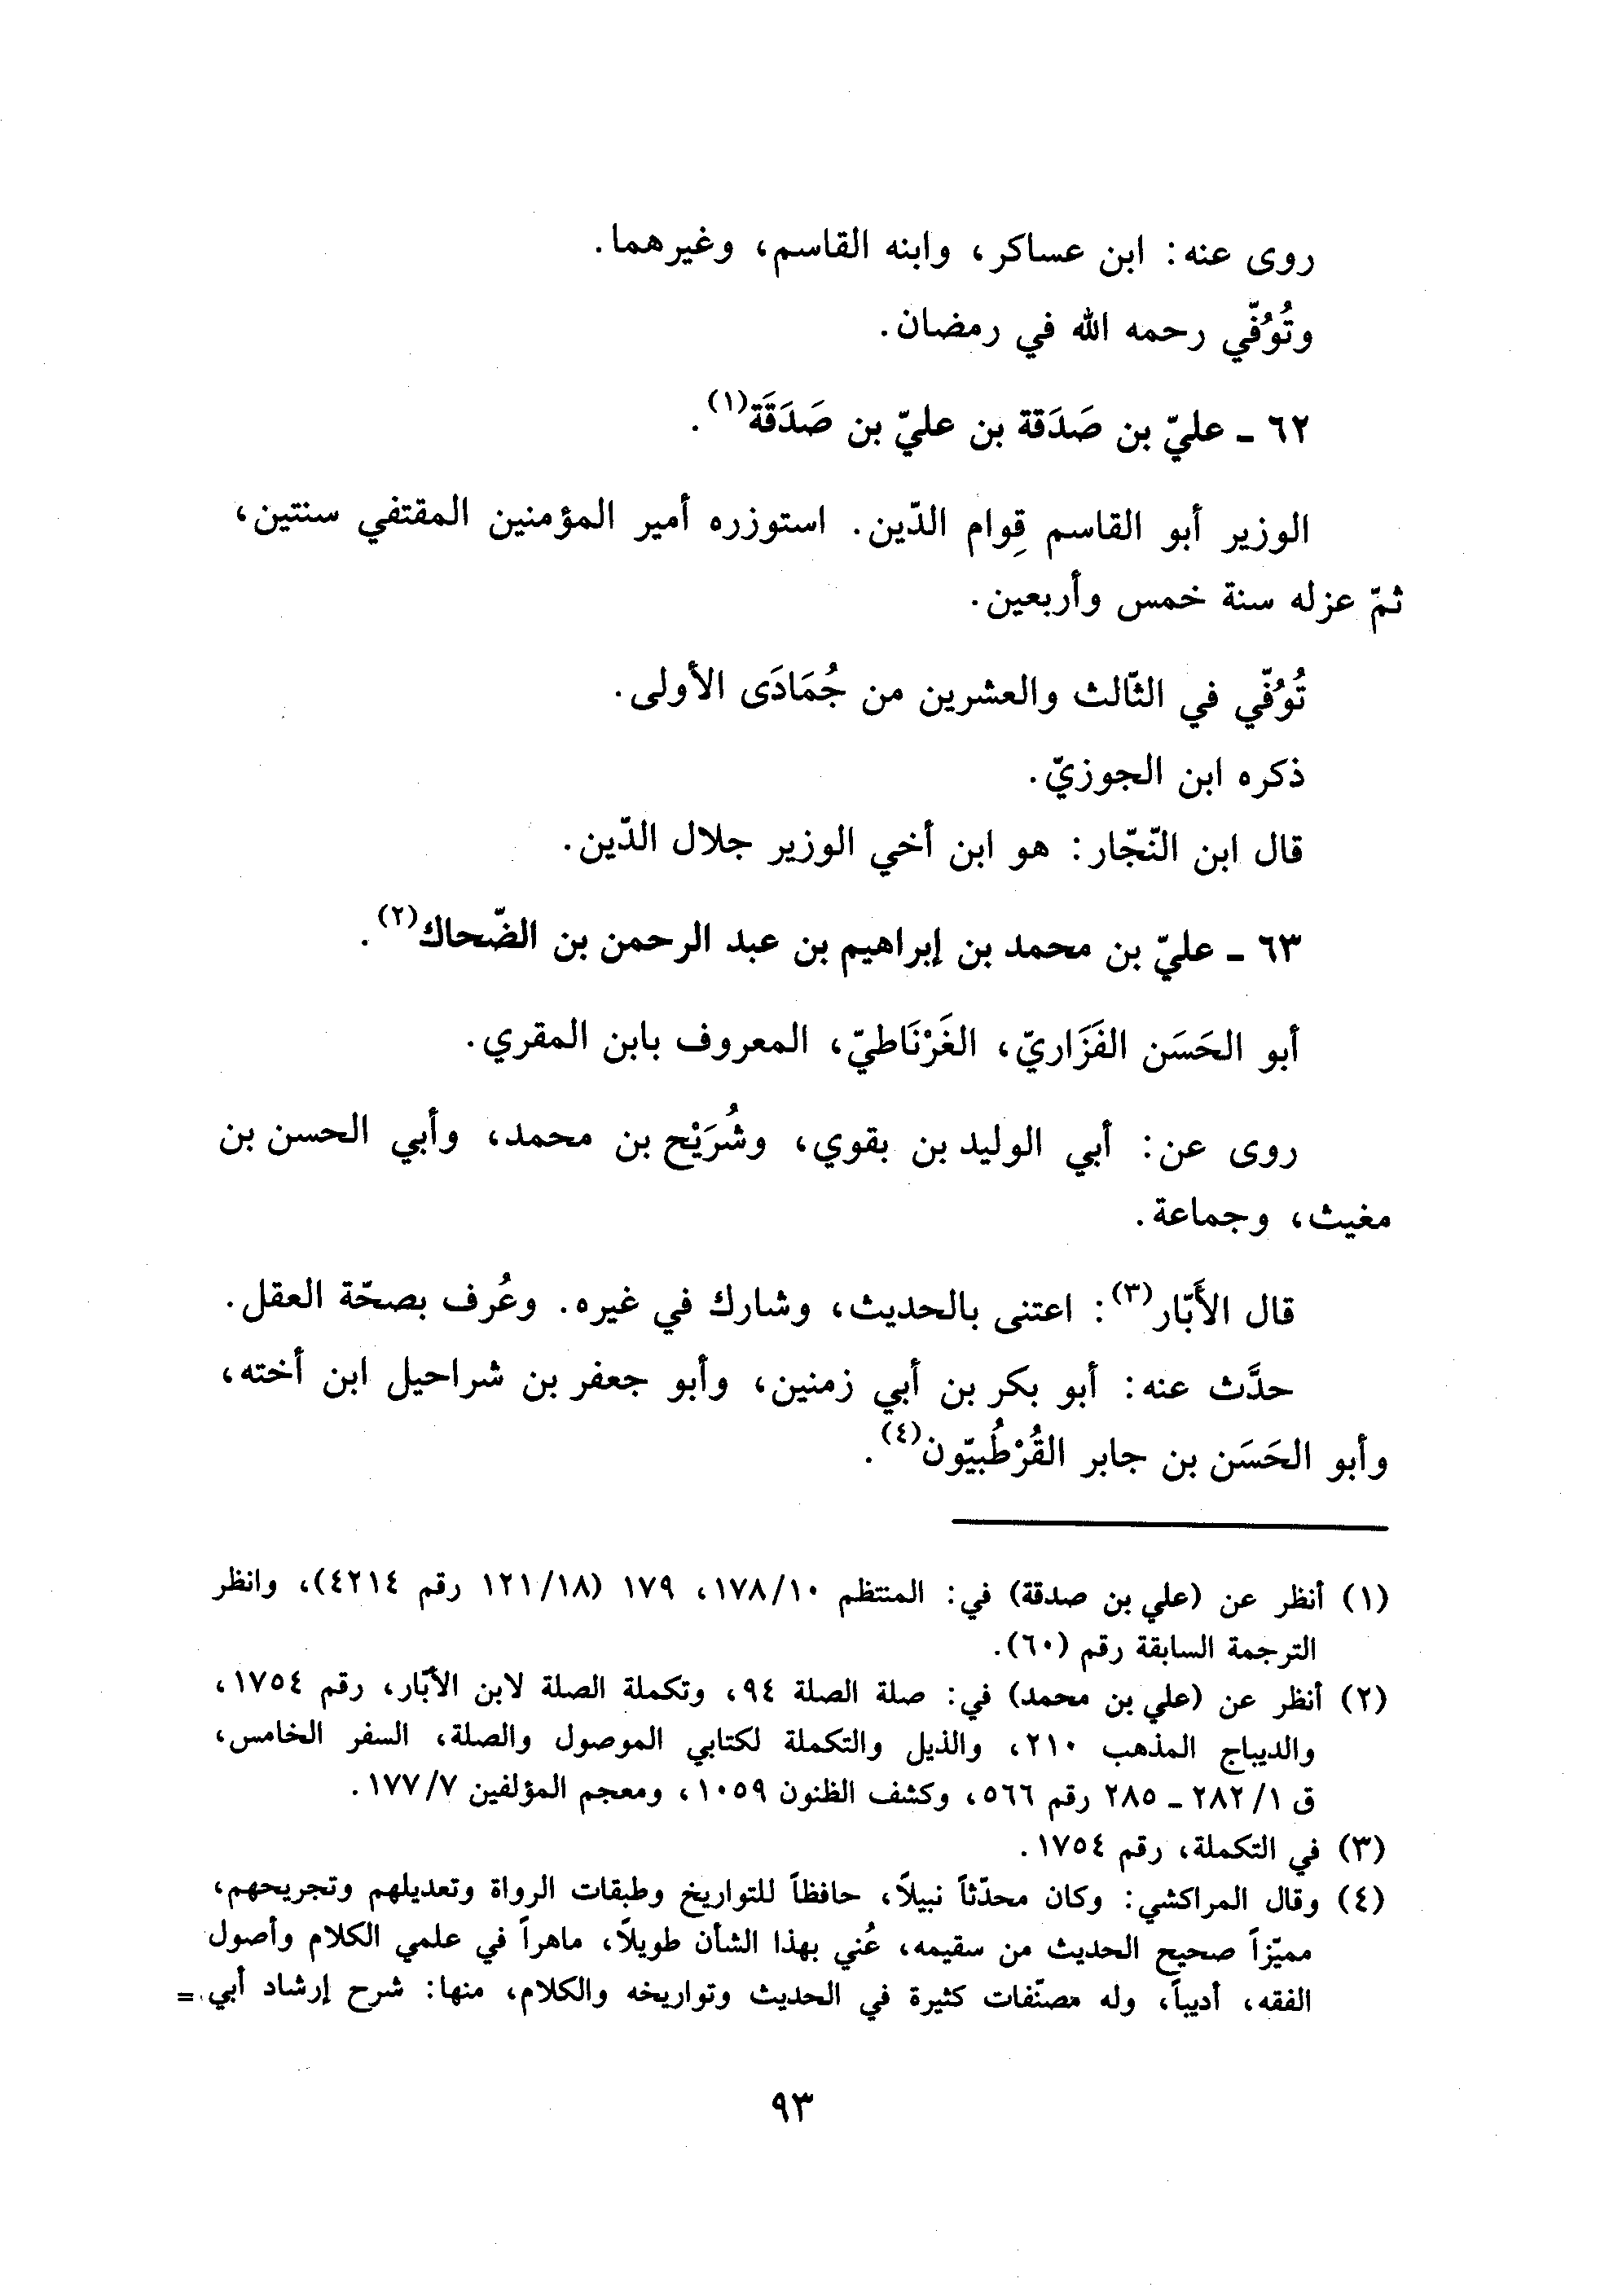 روى عنه: ابن عساكر، وابنه القاسم، وغيرهما.
وتُوُفّي رحمه الله في رمضان.
٦٢ ـ عليّ بن صَدَقة بن عليّ بن صَدَقَة(١).
الوزير أبو القاسم قِوام الدّين. استوزره أمير المؤمنين المقتفي سنتين،
ثمّ عزله سنة خمس وأربعين.
تُوُفّي في الثّالث والعشرين من جُمَادَى الأولى.
ذكره ابن الجوزيّ.
قال ابن النّجّار: هو ابن أخي الوزير جلال الدّين.
٦٣ ـ عليّ بن محمد بن إبراهيم بن عبد الرحمن بن الضّحاك(٢).
أبو الحَسَن الفَزَاريّ، الغَرْنَاطيّ، المعروف بابن المقري.
روى عن: أبي الوليد بن بقوي، وشُرَيْح بن محمد، وأبي الحسن بن
مغيث، وجماعة.
قال الأَبّار(٣): اعتنى بالحديث، وشارك في غيره. وعُرف بصحّة العقل.
حدَّث عنه: أبو بكر بن أبي زمنين، وأبو جعفر بن شراحيل ابن أخته،
وأبو الحَسَن بن جابر القُرْطُبيّون(٤).
(١) أنظر عن (علي بن صدقة) في: المنتظم ١٧٨/١٠، ١٧٩ (١٢١/١٨ رقم ٤٢١٤)، وانظر
الترجمة السابقة رقم (٦٠).
(٢) أنظر عن (علي بن محمد) في: صلة الصلة ٩٤، وتكملة الصلة لابن الأبّار، رقم ١٧٥٤،
والديباج المذهب ٢١٠، والذيل والتكملة لكتابي الموصول والصلة، السفر الخامس،
ق ١/ ٢٨٢ ـ ٢٨٥ رقم ٥٦٦، وكشف الظنون ١٠٥٩، ومعجم المؤلفين ١٧٧/٧.
(٣) في التكملة، رقم ١٧٥٤.
(٤) وقال المراكشي: وكان محدّثاً نبيلاً، حافظاً للتواريخ وطبقات الرواة وتعديلهم وتجريحهم،
مميّزاً صحيح الحديث من سقيمه، عُني بهذا الشأن طويلاً، ماهراً في علمي الكلام وأصول
الفقه، أديباً، وله مصنّفات كثيرة في الحديث وتواريخه والكلام، منها: شرح إرشاد أبي =
٩٣